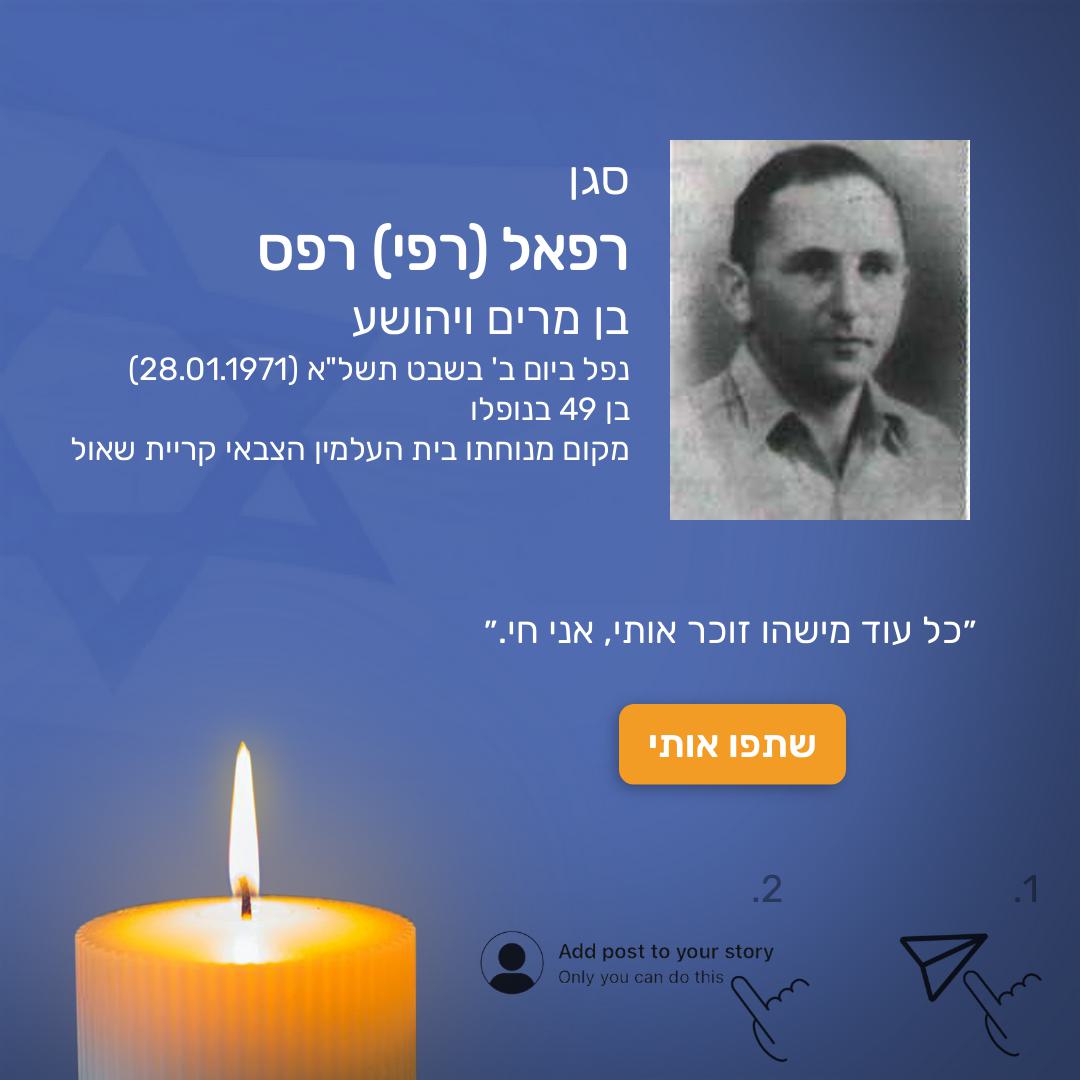 סגן
רפאל (רפי) רפס
בן מרים ויהושע
נפל ביום ב' בשבט תשל"א (28.01.1971)
בן 49 בנופלו
מקום מנוחתו בית העלמין הצבאי קריית שאול
״כל עוד מישהו זוכר אותי, אני חי.״
שתפו אותי
.1
.2
Add post to your story
Only you can do this